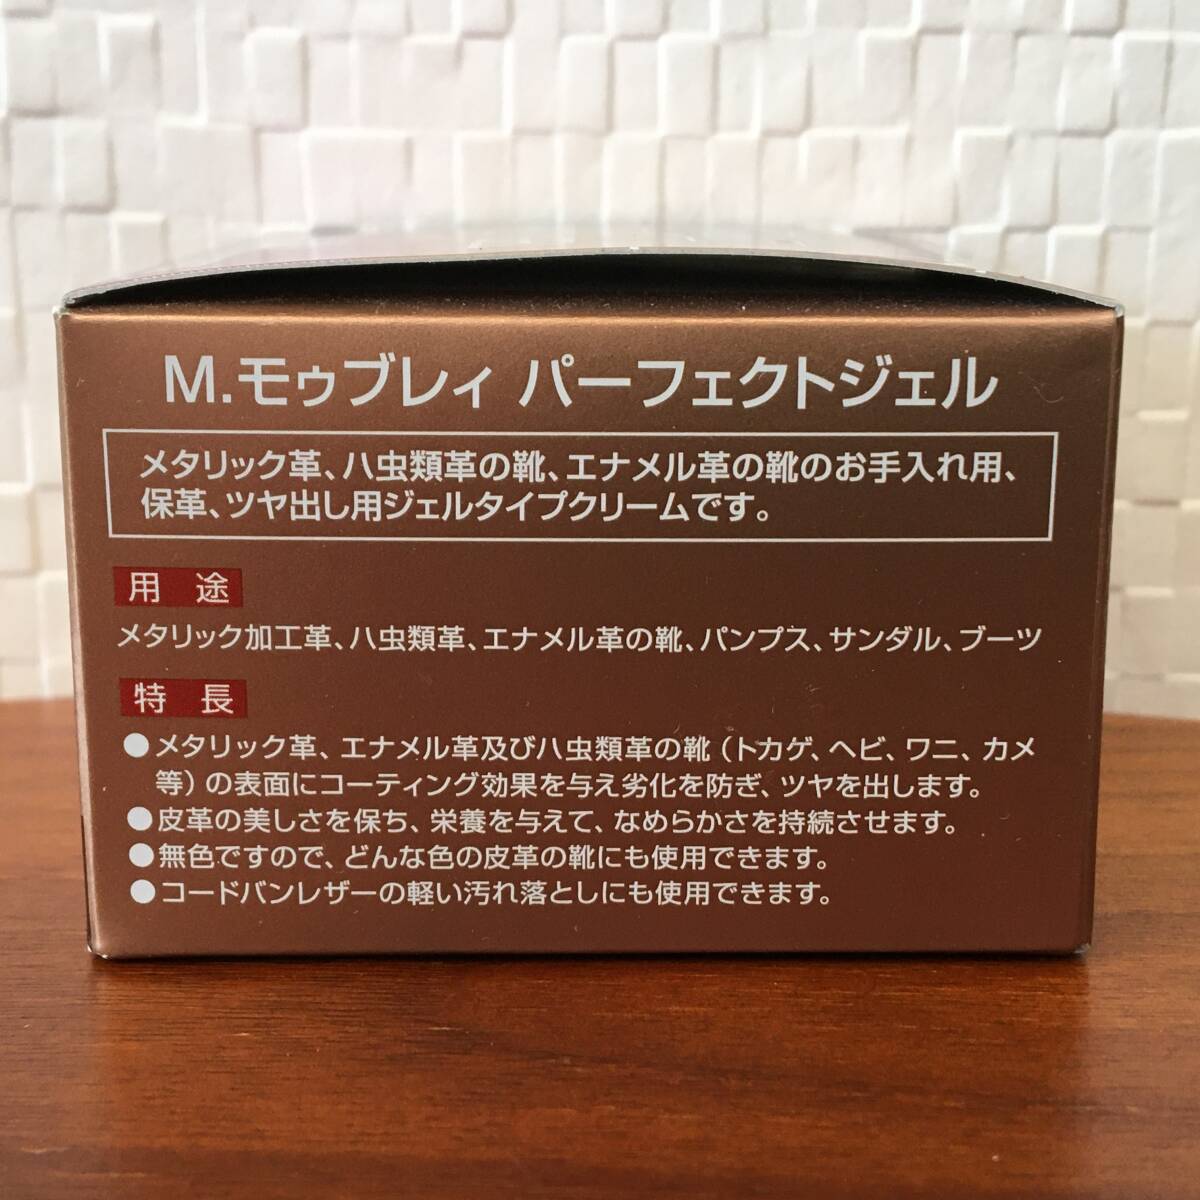 M.モゥブレィ パーフェクトジェル
メタリック革、ハ虫類革の靴、エナメル革の靴のお手入れ用、
保革、ツヤ出し用ジェルタイプクリームです。
用 途
メタリック加工革、ハ虫類革、エナメル革の靴、パンプス、サンダル、ブーツ
特 長
●メタリック革、エナメル革及びハ虫類革の靴（トカゲ、ヘビ、ワニ、カメ
等）の表面にコーティング効果を与え劣化を防ぎ、ツヤを出します。
●皮革の美しさを保ち、栄養を与えて、なめらかさを持続させます。
●無色ですので、どんな色の皮革の靴にも使用できます。
●コードバンレザーの軽い汚れ落としにも使用できます。